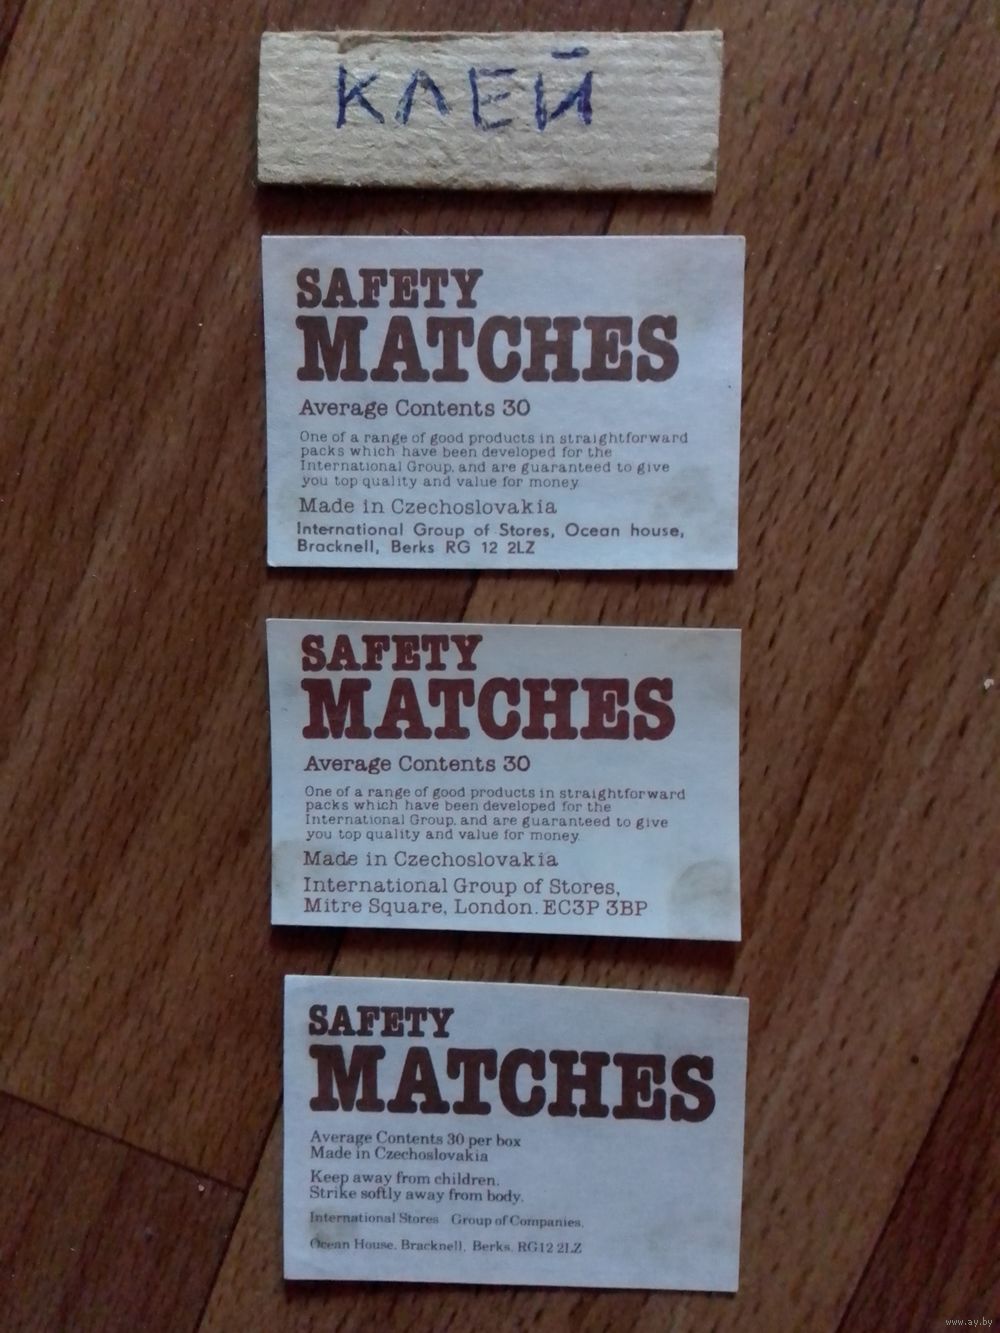 КЛЕЙ
SAFETY
MATCHES
Average Contents 30
One of a range of good products in straightforward
packs which have been developed for the
International Group, and are guaranteed to give
you top quality and value for money.
Made in Czechoslovakia
International Group of Stores, Ocean house,
Bracknell, Berks RG 12 2LZ
SAFETY
MATCHES
Average Contents 30
One of a range of good products in straightforward
packs which have been developed for the
International Group, and are guaranteed to give
you top quality and value for money.
Made in Czechoslovakia
International Group of Stores,
Mitre Square, London. EC3P 3BP
SAFETY
MATCHES
Average Contents 30 per box
Made in Czechoslovakia
Keep away from children.
Strike softly away from body.
International Stores Group of Companies,
Ocean House, Bracknell, Berks. RG12 2LZ
www.ay.by